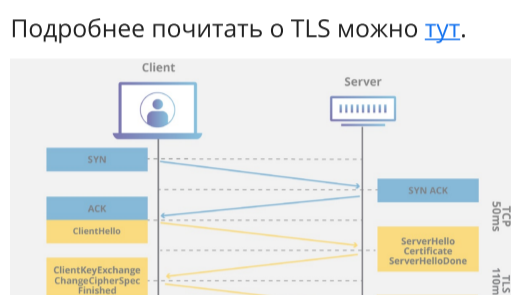 Подробнее почитать о TLS можно тут.
Client
Server
SYN
SYN ACK
ACK
TCP
50ms
ClientHello
ServerHello
Certificate
ServerHelloDone
ClientKeyExchange
ChangeCipherSpec
Finished
TLS